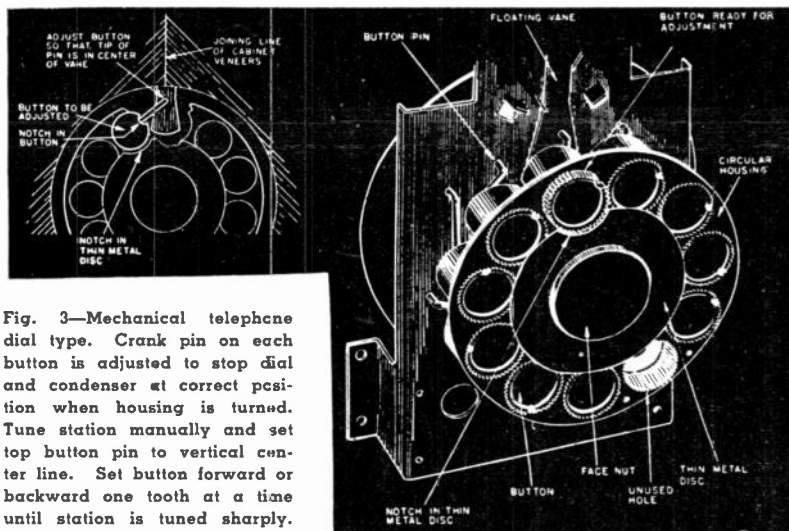 ADJUST BUTTON
SO THAT TIP OF
PIN IS IN CENTER
OF VANE
JOINING LINE
OF CABINET
VENEERS
BUTTON TO BE
ADJUSTED
NOTCH IN
BUTTON
NOTCH IN
THIN METAL
DISC
FLOATING VANE
BUTTON READY FOR
ADJUSTMENT
BUTTON PIN
CIRCULAR
HOUSING
FACE NUT
THIN METAL
DISC
BUTTON
UNUSED
HOLE
NOTCH IN THIN
METAL DISC
Fig. 3—Mechanical telephone
dial type. Crank pin on each
button is adjusted to stop dial
and condenser at correct posi-
tion when housing is turned.
Tune station manually and set
top button pin to vertical cen-
ter line. Set button forward or
backward one tooth at a time
until station is tuned sharply.